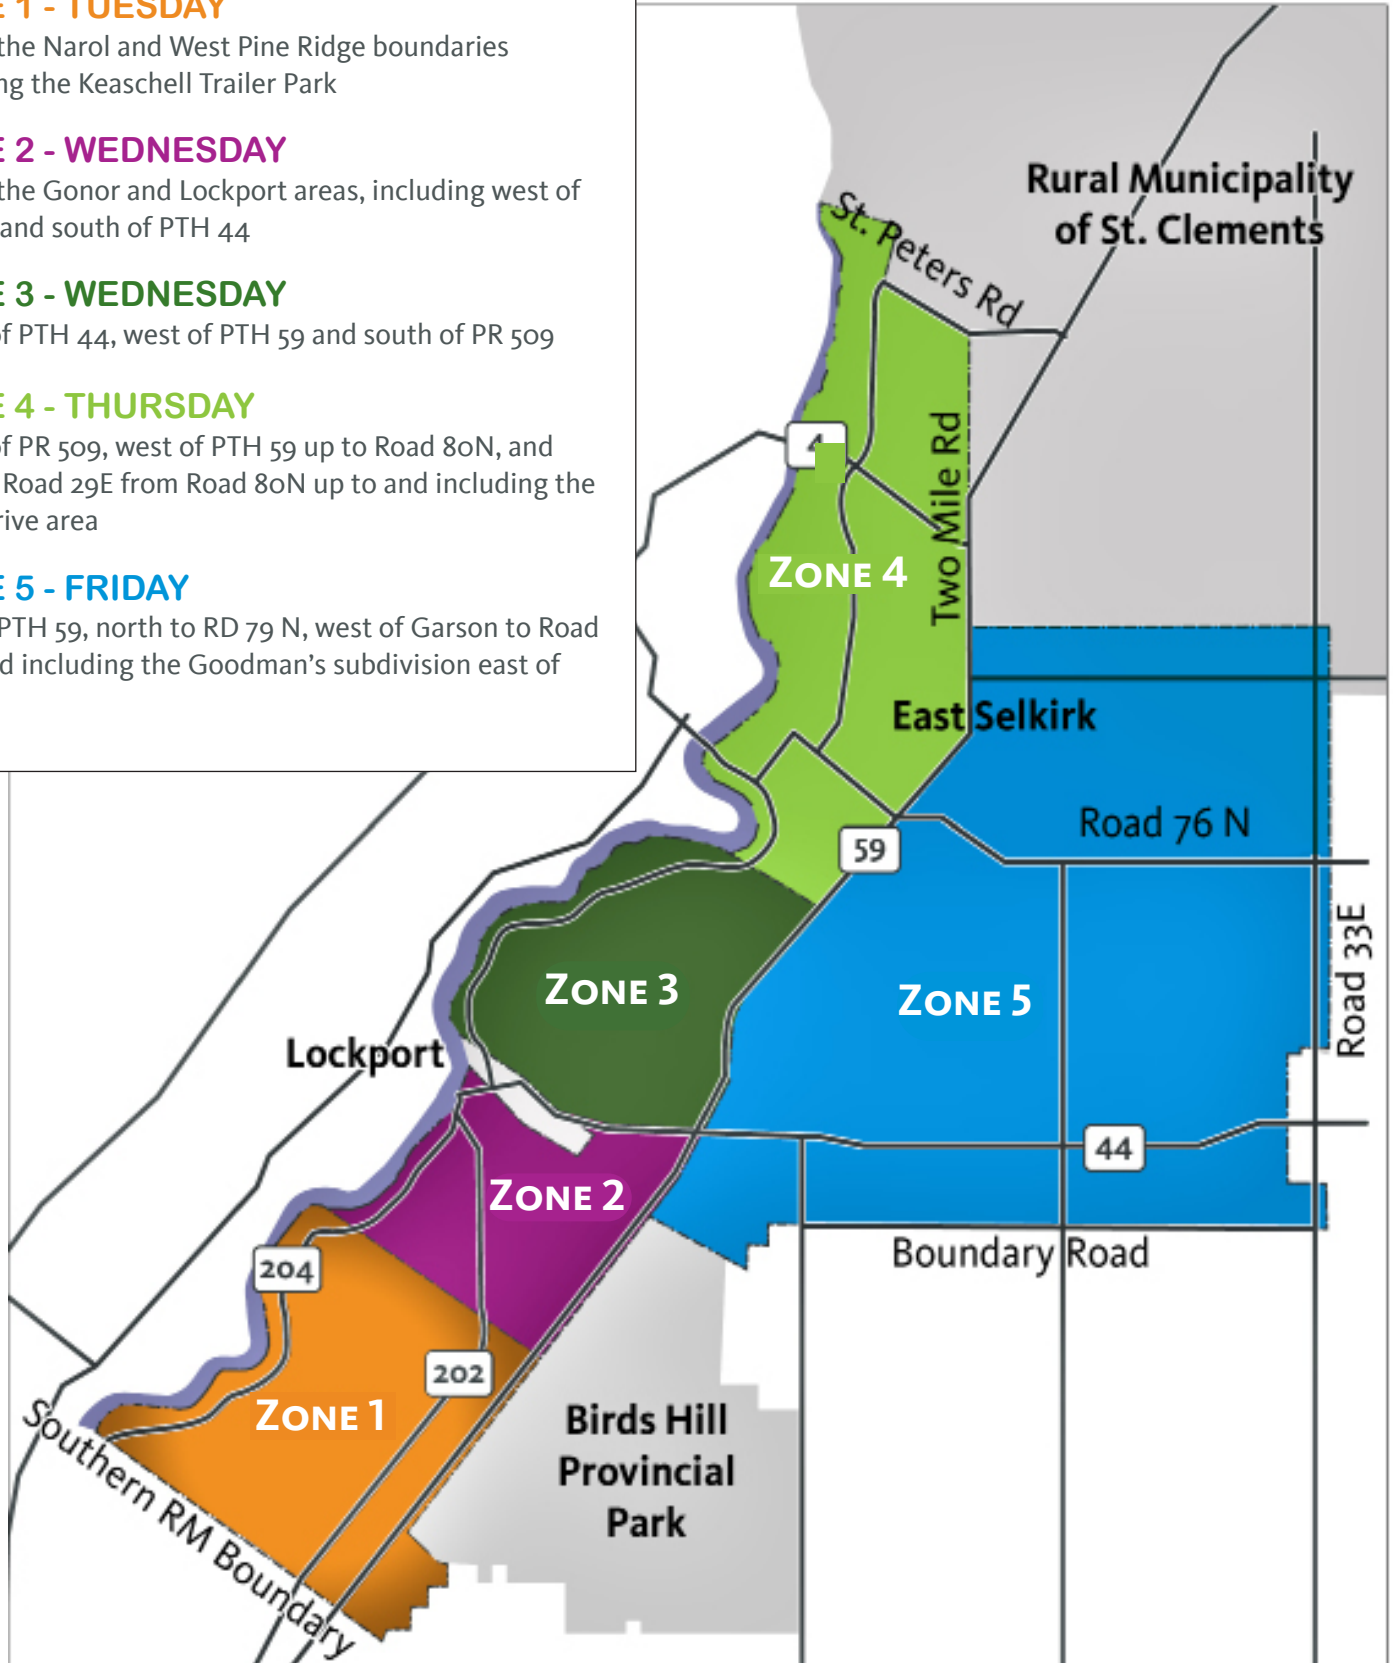 E 1 - TUESDAY
the Narol and West Pine Ridge boundaries
ng the Keaschell Trailer Park
E 2 - WEDNESDAY
the Gonor and Lockport areas, including west of
and south of PTH 44
E 3 - WEDNESDAY
of PTH 44, west of PTH 59 and south of PR 509
E 4 - THURSDAY
of PR 509, west of PTH 59 up to Road 80N, and
Road 29E from Road 80N up to and including the
rive area
E 5 - FRIDAY
PTH 59, north to RD 79 N, west of Garson to Road
d including the Goodman's subdivision east of
Rural Municipality
of St. Clements
St. Peters Rd
4
Two Mile Rd
ZONE 4
East Selkirk
Road 76 N
59
Road 33E
ZONE 3
ZONE 5
Lockport
44
ZONE 2
Boundary Road
204
202
ZONE 1
Birds Hill
Provincial
Park
Southern RM Boundary